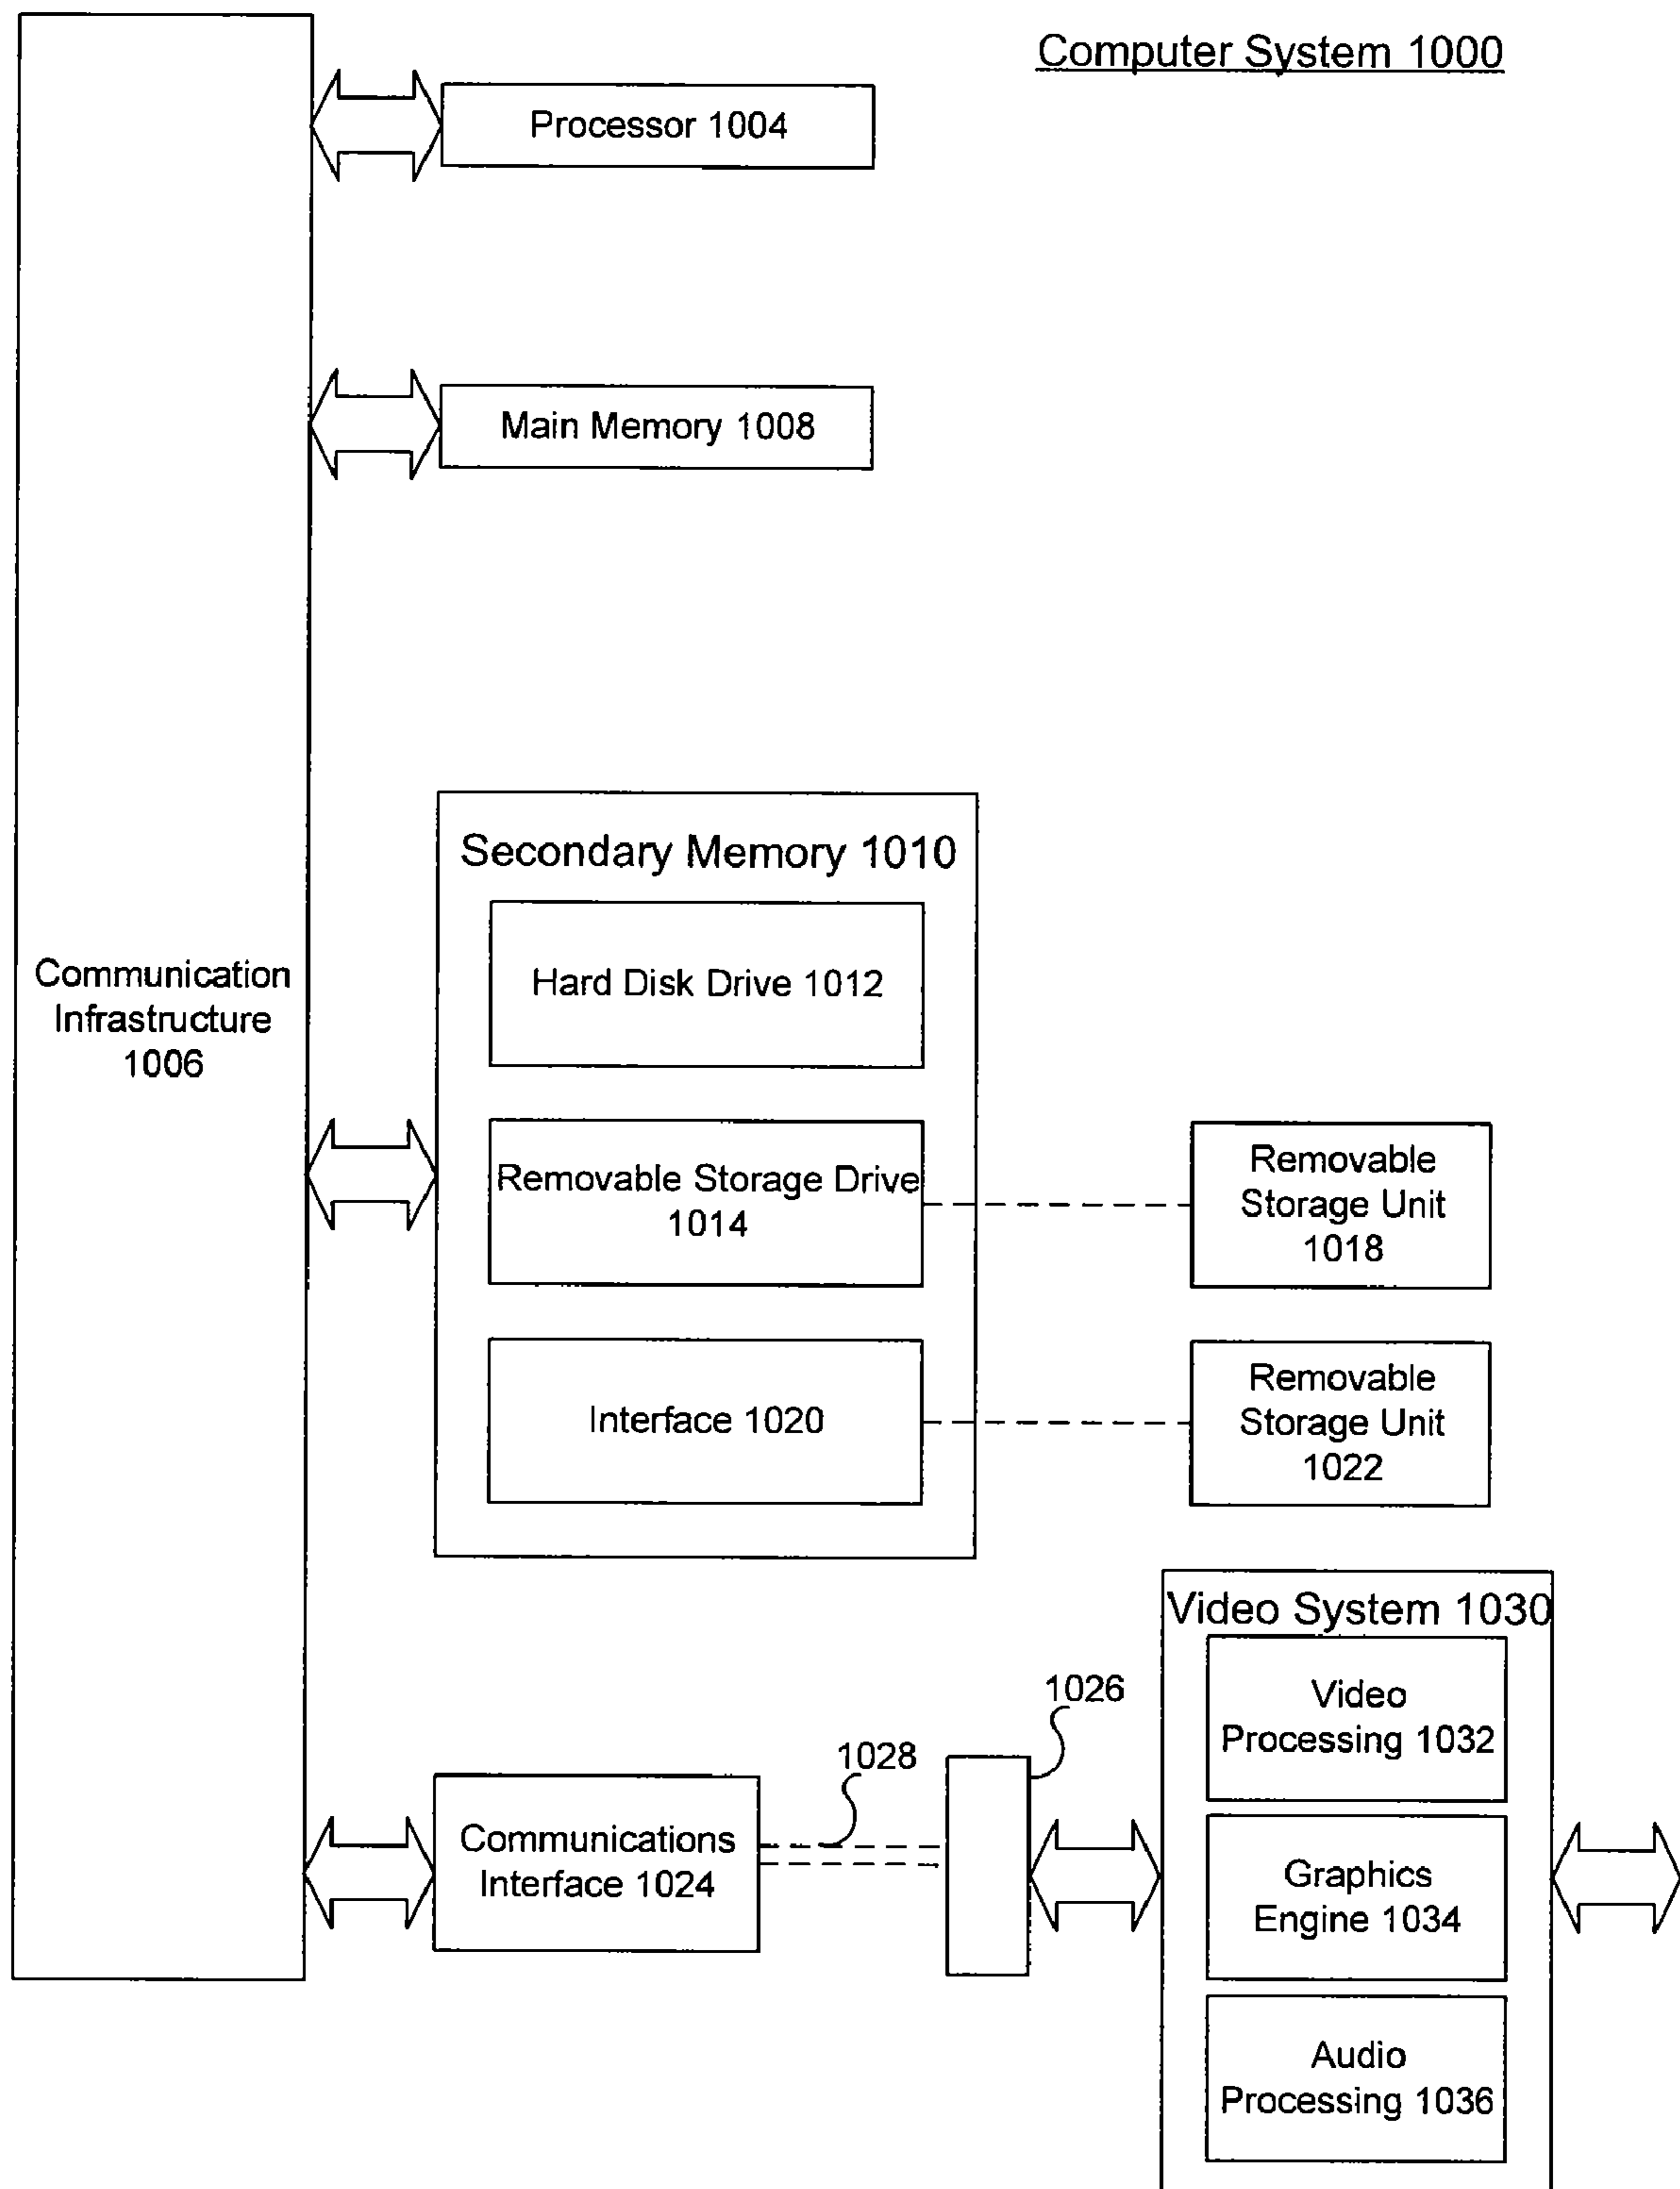 Computer System 1000
Processor 1004
Main Memory 1008
Communication
Infrastructure
1006
Secondary Memory 1010
Hard Disk Drive 1012
Removable Storage Drive
1014
Interface 1020
Removable
Storage Unit
1018
Removable
Storage Unit
1022
Communications
Interface 1024
1028
1026
Video System 1030
Video
Processing 1032
Graphics
Engine 1034
Audio
Processing 1036